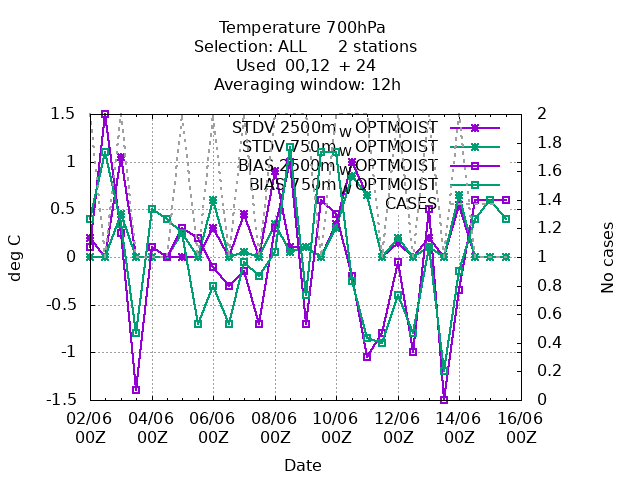 Temperature 700hPa
Selection: ALL 2 stations
Used 00,12 + 24
Averaging window: 12h
STDV 2500m W OPTMOIST
STDV 750m W OPTMOIST
BIAS 2500m W OPTMOIST
BIAS 750m W OPTMOIST
CASES
deg C
1.5
1
0.5
0
-0.5
-1
-1.5
No cases
2
1.8
1.6
1.4
1.2
1
0.8
0.6
0.4
0.2
0
02/06 04/06 06/06 08/06 10/06 12/06 14/06 16/06
00Z 00Z 00Z 00Z 00Z 00Z 00Z 00Z
Date